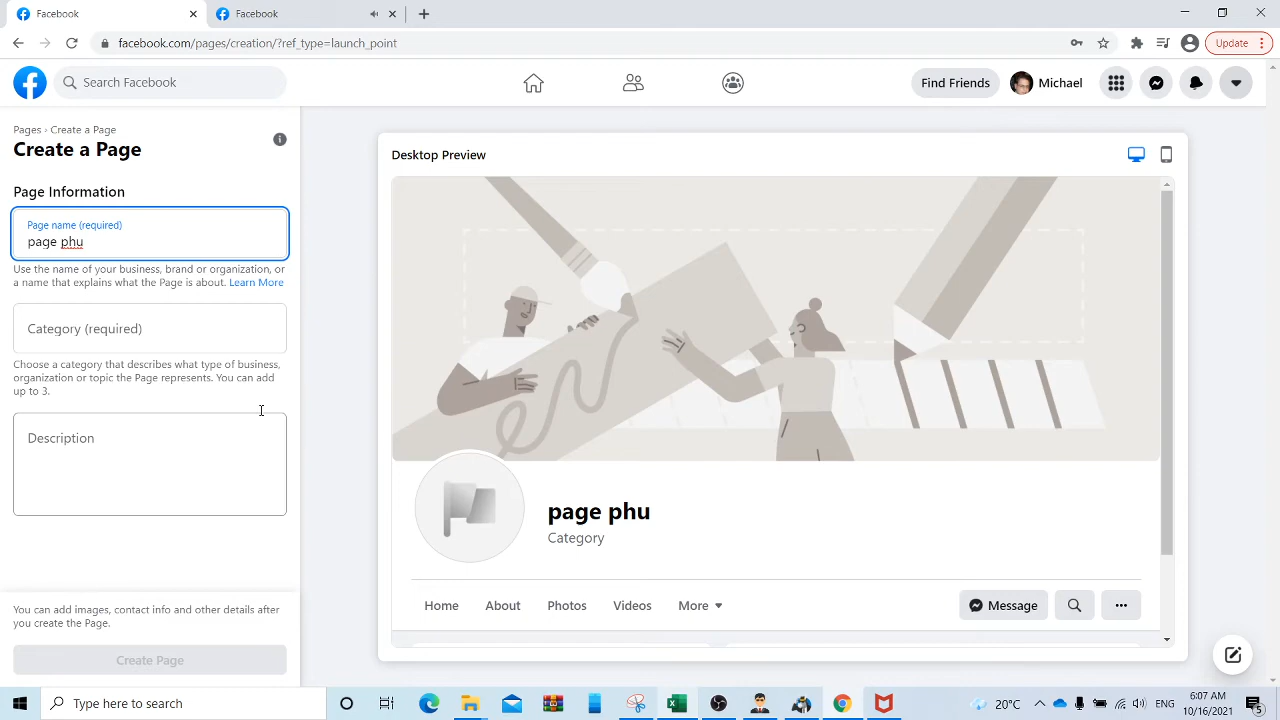 Facebook
Facebook
facebook.com/pages/creation/?ref_type=launch_point
Update
Search Facebook
Find Friends
Michael
Pages › Create a Page
Create a Page
Page Information
Page name (required)
page phu
Use the name of your business, brand or organization, or
a name that explains what the Page is about. Learn More
Category (required)
Choose a category that describes what type of business,
organization or topic the Page represents. You can add
up to 3.
Description
You can add images, contact info and other details after
you create the Page.
Create Page
Desktop Preview
page phu
Category
Home
About
Photos
Videos
More
Message
Type here to search
20°C
6:07 AM
10/16/2021
5